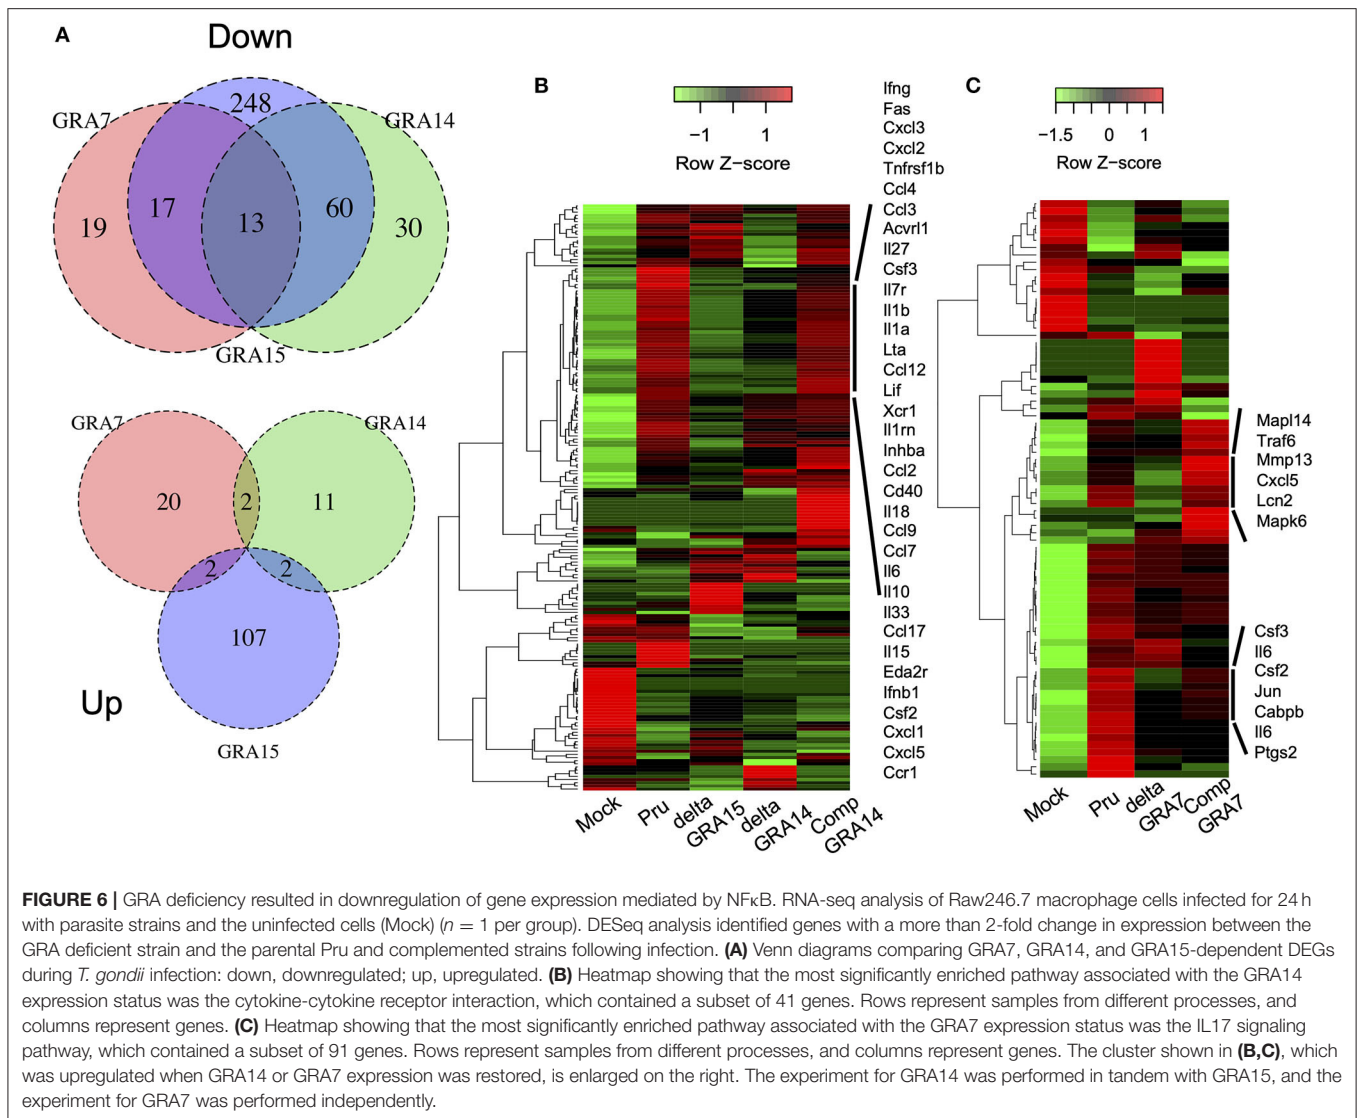 A
Down
248
GRA7
GRA14
19
17
13
60
30
GRA15
GRA7
GRA14
20
2
11
2
2
107
Up
GRA15
B
−1
1
Row Z−score
Mock
Pru
delta
GRA15
delta
GRA14
Comp
GRA14
Ifng
Fas
Cxcl3
Cxcl2
Tnfrsf1b
Ccl4
Ccl3
Acvrl1
Il27
Csf3
Il7r
Il1b
Il1a
Lta
Ccl12
Lif
Xcr1
Il1rn
Inhba
Ccl2
Cd40
Il18
Ccl9
Ccl7
Il6
Il10
Il33
Ccl17
Il15
Eda2r
Ifnb1
Csf2
Cxcl1
Cxcl5
Ccr1
C
−1.5
0
1
Row Z−score
Mapl14
Traf6
Mmp13
Cxcl5
Lcn2
Mapk6
Csf3
Il6
Csf2
Jun
Cabpb
Il6
Ptgs2
Mock
Pru
delta
GRA7
Comp
GRA7
FIGURE 6 | GRA deficiency resulted in downregulation of gene expression mediated by NFκB. RNA-seq analysis of Raw246.7 macrophage cells infected for 24 h
with parasite strains and the uninfected cells (Mock) (n = 1 per group). DESeq analysis identified genes with a more than 2-fold change in expression between the
GRA deficient strain and the parental Pru and complemented strains following infection. (A) Venn diagrams comparing GRA7, GRA14, and GRA15-dependent DEGs
during T. gondii infection: down, downregulated; up, upregulated. (B) Heatmap showing that the most significantly enriched pathway associated with the GRA14
expression status was the cytokine-cytokine receptor interaction, which contained a subset of 41 genes. Rows represent samples from different processes, and
columns represent genes. (C) Heatmap showing that the most significantly enriched pathway associated with the GRA7 expression status was the IL17 signaling
pathway, which contained a subset of 91 genes. Rows represent samples from different processes, and columns represent genes. The cluster shown in (B,C), which
was upregulated when GRA14 or GRA7 expression was restored, is enlarged on the right. The experiment for GRA14 was performed in tandem with GRA15, and the
experiment for GRA7 was performed independently.